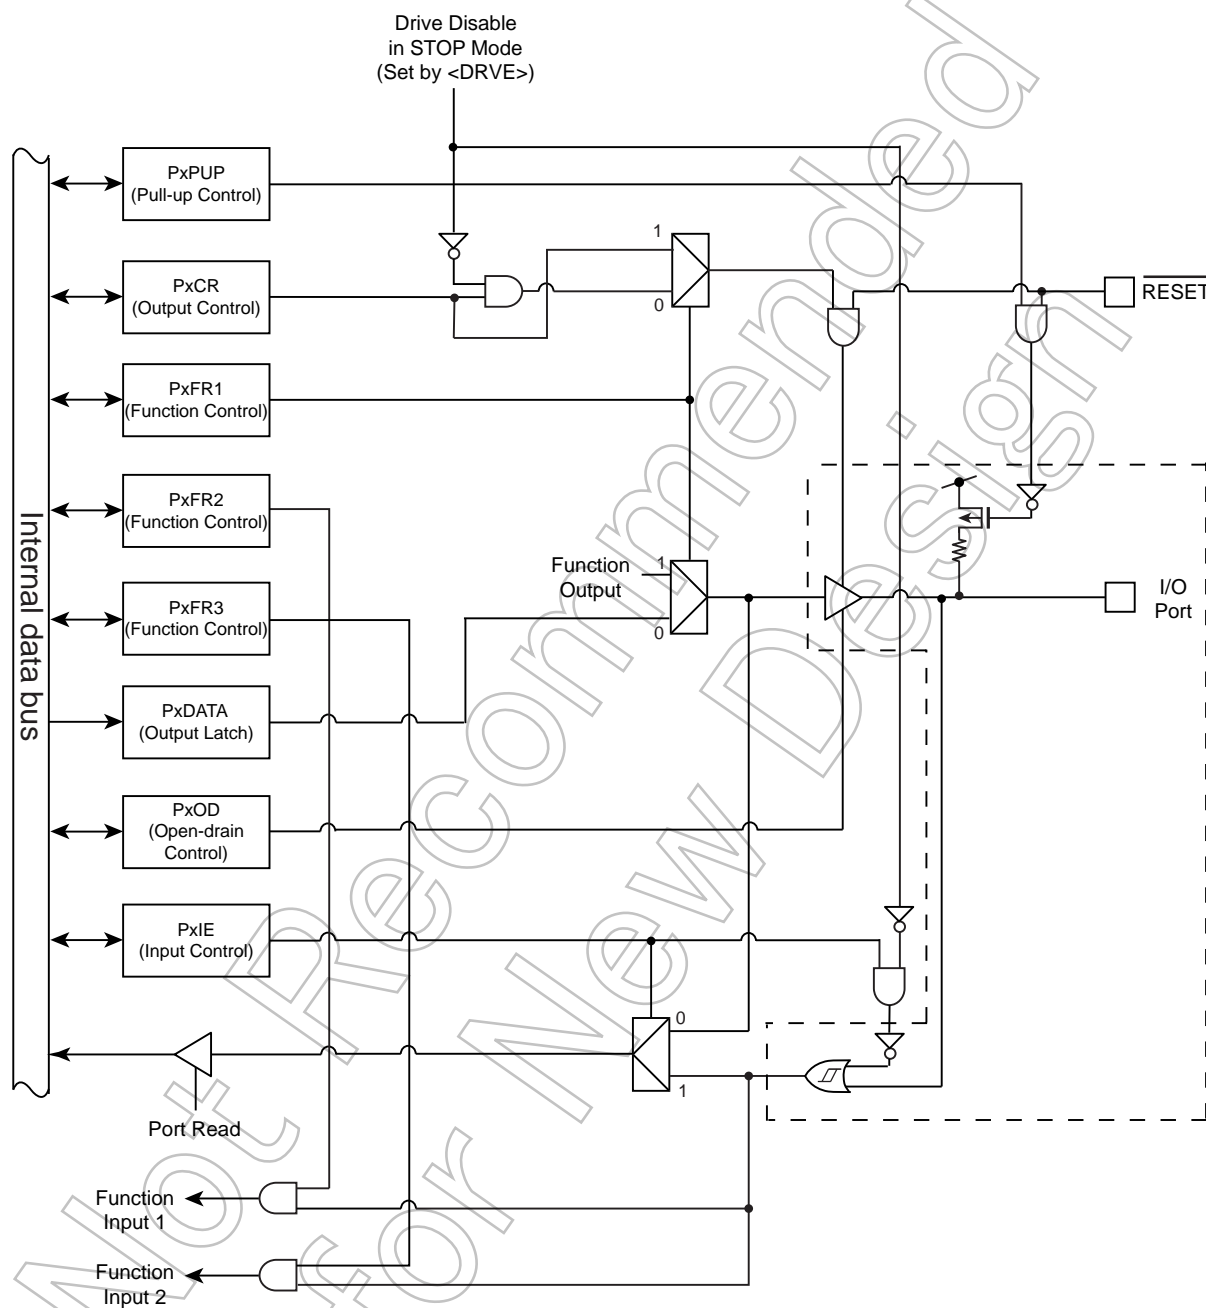 Drive Disable
in STOP Mode
(Set by <DRVE>)
PxPUP
(Pull-up Control)
1
PxCR
(Output Control)
0
RESET
PxFR1
(Function Control)
PxFR2
(Function Control)
Internal data bus
Function
Output
1
0
I/O
Port
PxFR3
(Function Control)
PxDATA
(Output Latch)
PxOD
(Open-drain
Control)
PxIE
(Input Control)
0
1
Port Read
Function
Input 1
Function
Input 2
Not Recommended
for New Design